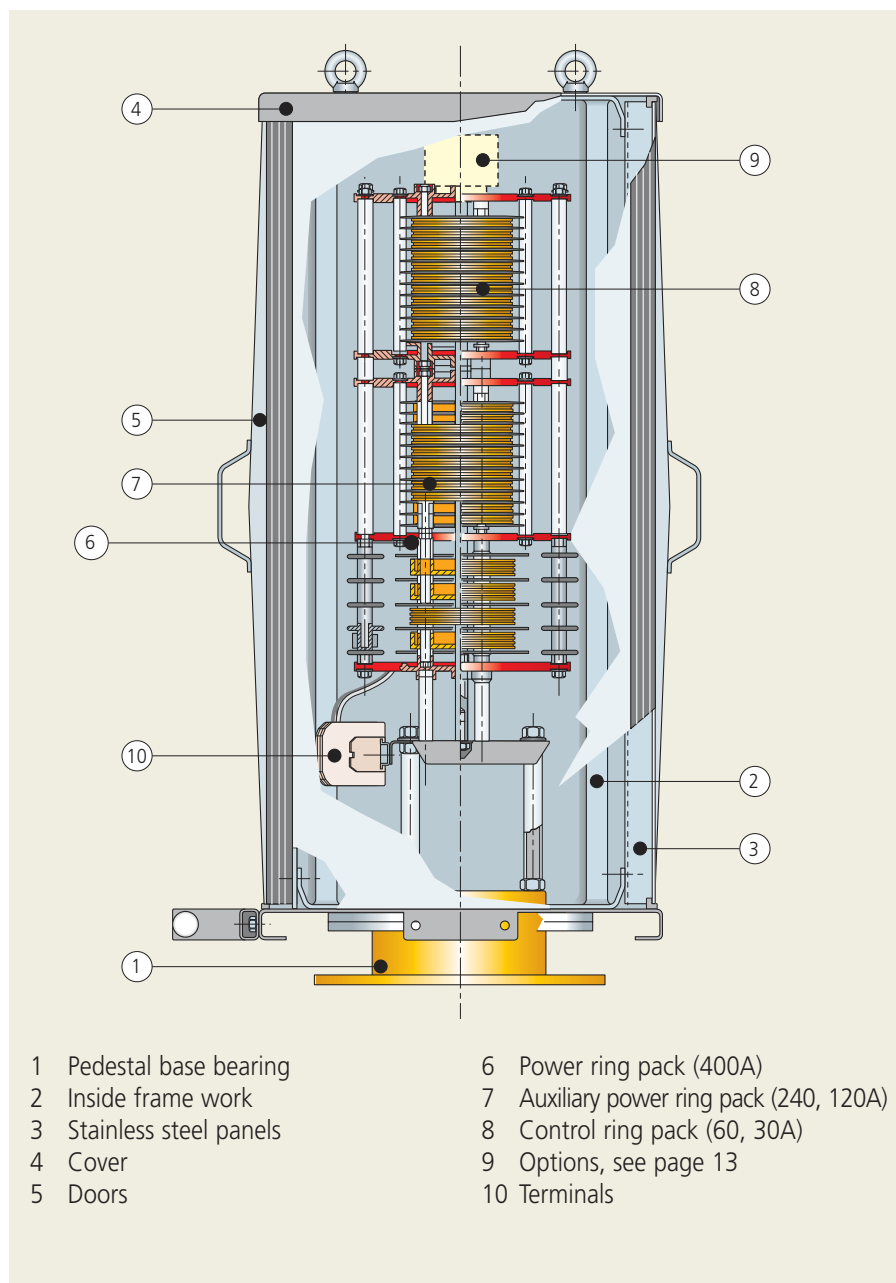 4
9
8
5
7
6
10
2
3
1
1 Pedestal base bearing
2 Inside frame work
3 Stainless steel panels
4 Cover
5 Doors
6 Power ring pack (400A)
7 Auxiliary power ring pack (240, 120A)
8 Control ring pack (60, 30A)
9 Options, see page 13
10 Terminals